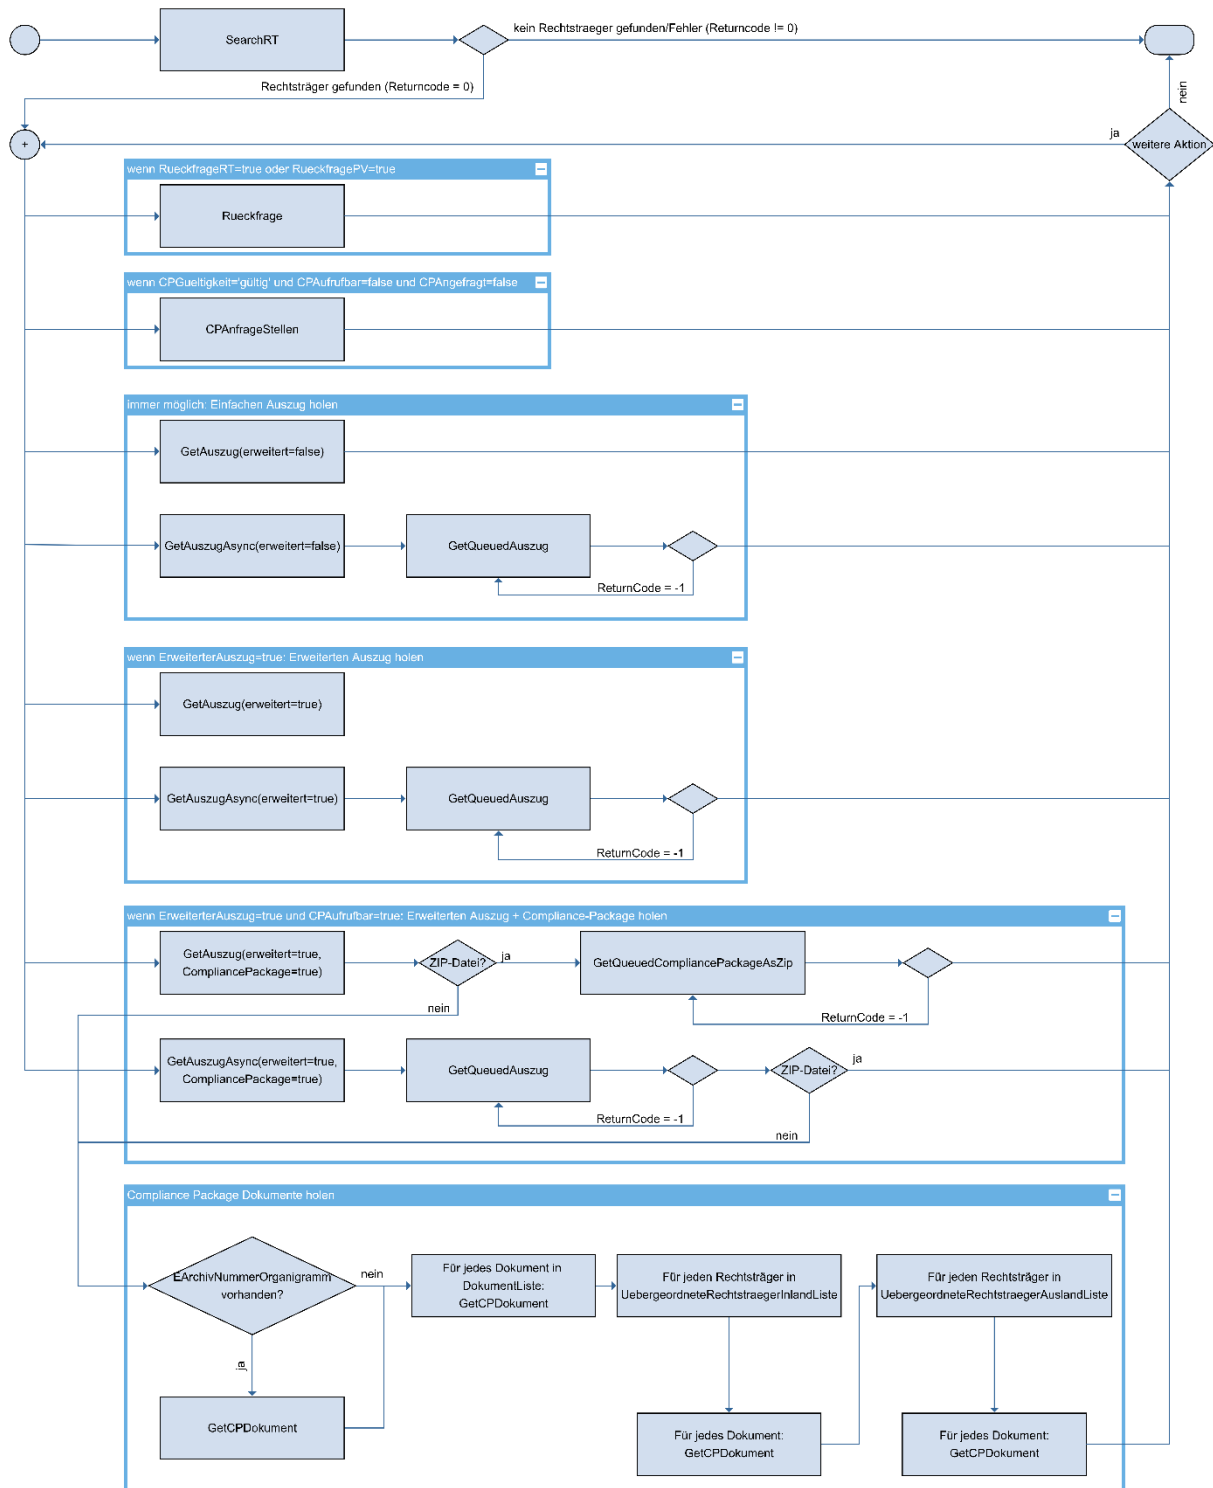 SearchRT
kein Rechtstraeger gefunden/Fehler (Returncode != 0)
Rechtsträger gefunden (Returncode = 0)
nein
+
ja
weitere Aktion
wenn RueckfrageRT=true oder RueckfragePV=true
Rueckfrage
wenn CPGueltigkeit='gültig' und CPAufrufbar=false und CPAngefragt=false
CPAnfrageStellen
immer möglich: Einfachen Auszug holen
GetAuszug(erweitert=false)
GetAuszugAsync(erweitert=false)
GetQueuedAuszug
ReturnCode = -1
wenn ErweiterterAuszug=true: Erweiterten Auszug holen
GetAuszug(erweitert=true)
GetAuszugAsync(erweitert=true)
GetQueuedAuszug
ReturnCode = -1
wenn ErweiterterAuszug=true und CPAufrufbar=true: Erweiterten Auszug + Compliance-Package holen
GetAuszug(erweitert=true,
CompliancePackage=true)
ZIP-Datei?
ja
GetQueuedCompliancePackageAsZip
nein
ReturnCode = -1
GetAuszugAsync(erweitert=true,
CompliancePackage=true)
GetQueuedAuszug
ZIP-Datei?
ja
ReturnCode = -1
nein
Compliance Package Dokumente holen
EArchivNummerOrganigramm
vorhanden?
nein
Für jedes Dokument in
DokumentListe:
GetCPDokument
Für jeden Rechtsträger in
UebergeordneteRechtstraegerInlandListe
Für jeden Rechtsträger in
UebergeordneteRechtstraegerAuslandListe
ja
GetCPDokument
Für jedes Dokument:
GetCPDokument
Für jedes Dokument:
GetCPDokument